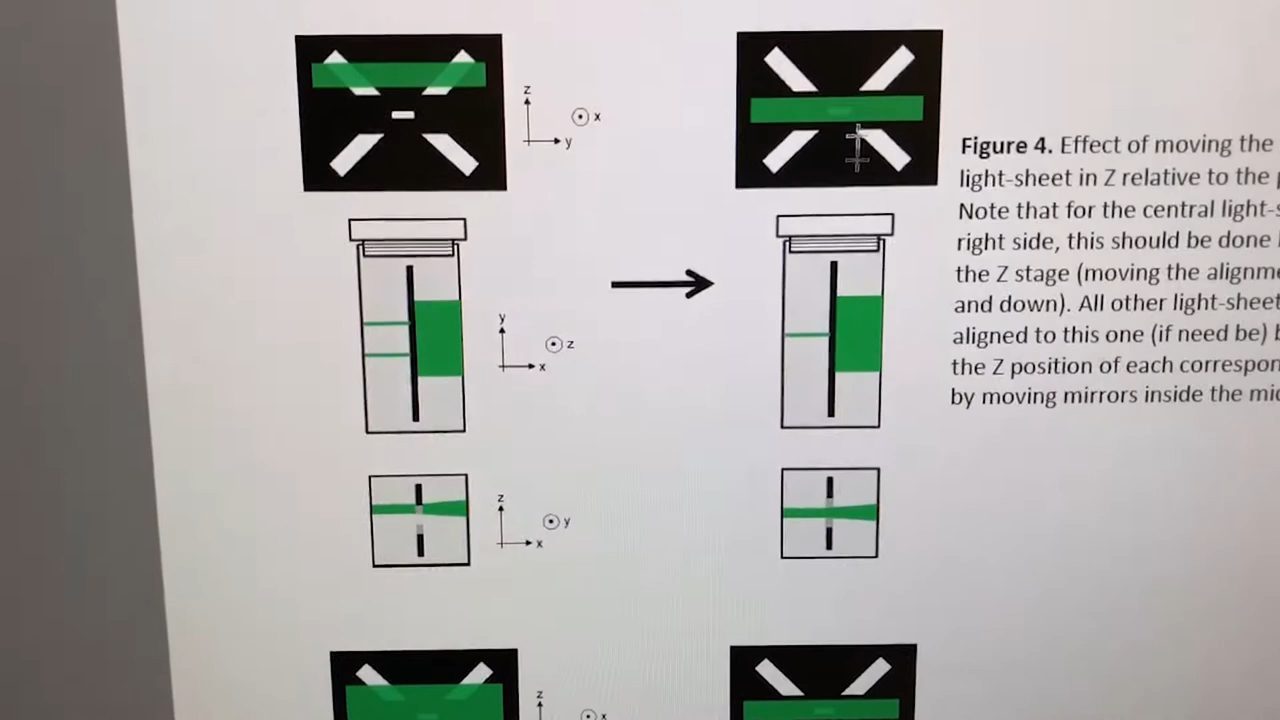 z
x
y
Figure 4. Effect of moving the
light-sheet in Z relative to the
Note that for the central light-
right side, this should be done
the Z stage (moving the alignme
and down). All other light-sheet
aligned to this one (if need be)
the Z position of each correspon
by moving mirrors inside the mic
y
z
x
z
y
x
z
x